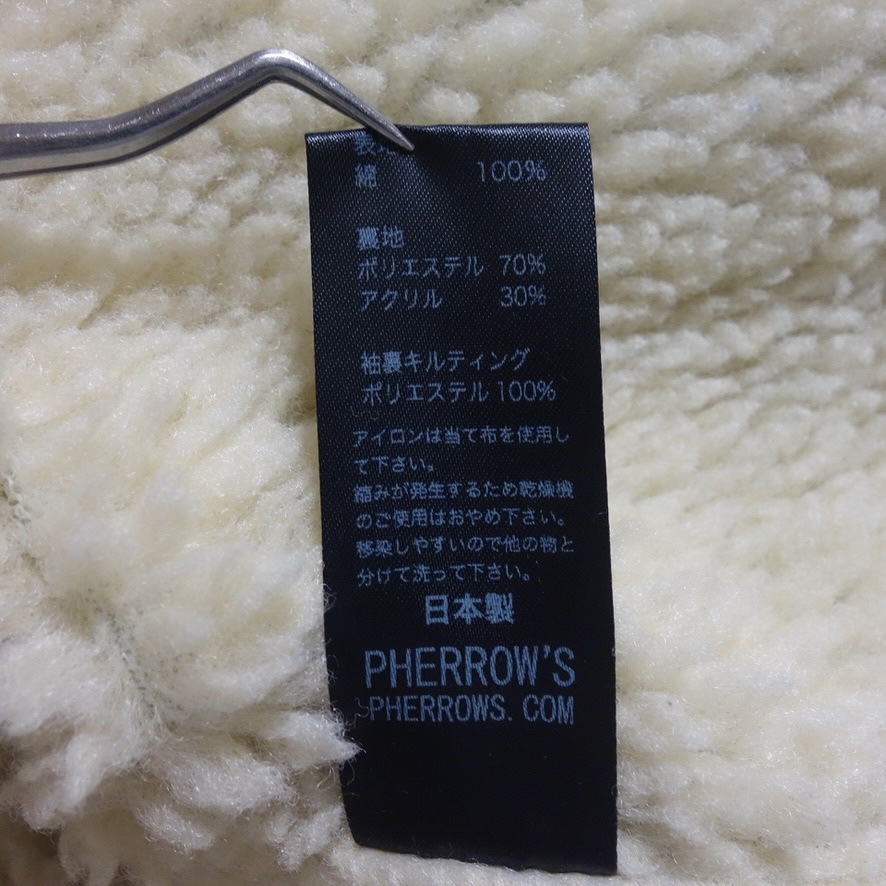 表地
綿 100%
裏地
ポリエステル 70%
アクリル 30%
袖裏キルティング
ポリエステル 100%
アイロンは当て布を使用し
て下さい。
縮みが発生するため乾燥機
のご使用はおやめ下さい。
移染しやすいので他の物と
分けて洗って下さい。
日本製
PHERROW'S
PHERROWS. COM